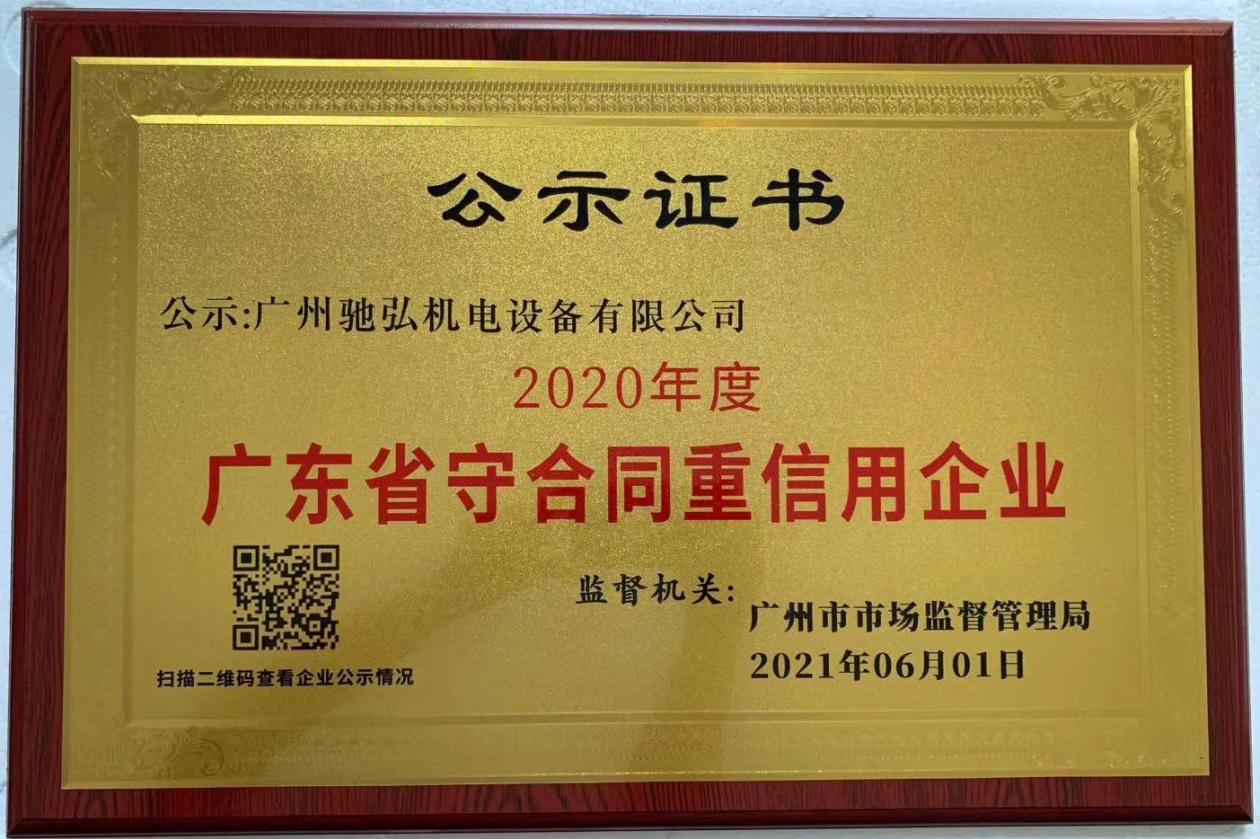 公示证书
公示:广州驰弘机电设备有限公司
2020年度
广东省守合同重信用企业
监督机关:
广州市市场监督管理局
2021年06月01日
扫描二维码查看企业公示情况